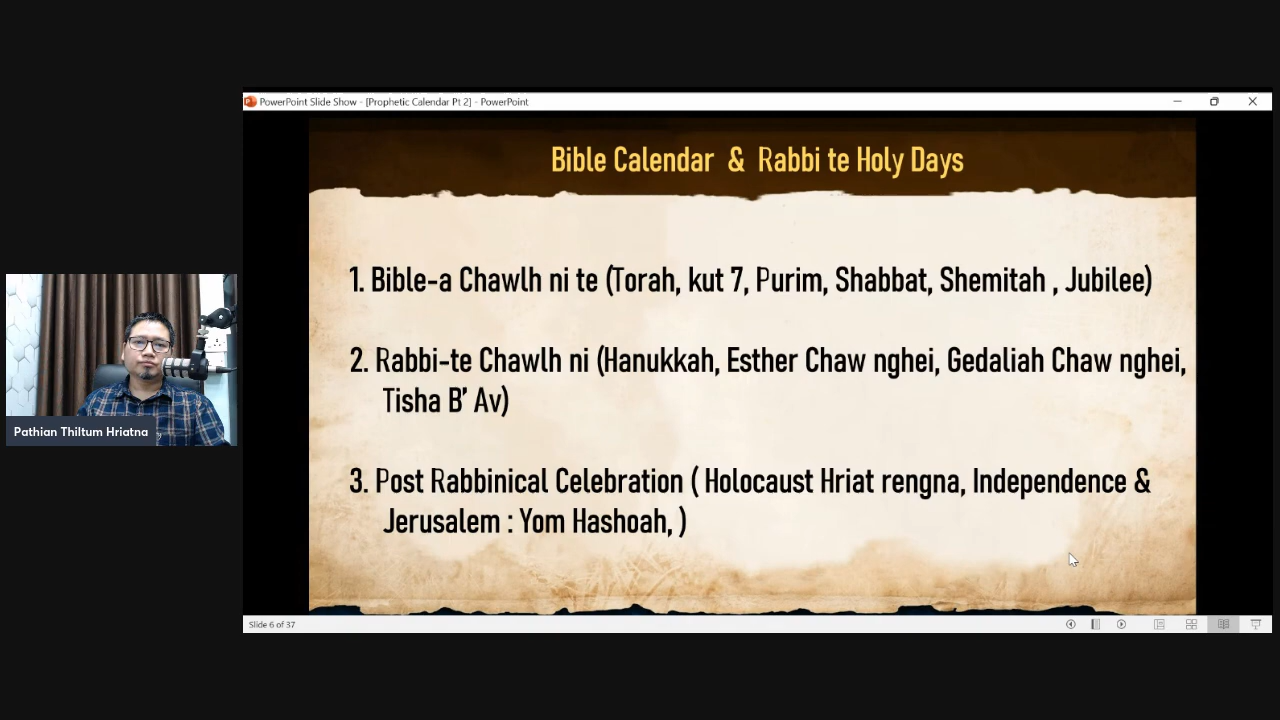 PowerPoint Slide Show - [Prophetic Calendar Pt 2] - PowerPoint
Bible Calendar & Rabbi te Holy Days
1. Bible-a Chawlh ni te (Torah, kut 7, Purim, Shabbat, Shemitah , Jubilee)
2. Rabbi-te Chawlh ni (Hanukkah, Esther Chaw nghei, Gedaliah Chaw nghei,
Tisha B’ Av)
3. Post Rabbinical Celebration ( Holocaust Hriat rengna, Independence &
Jerusalem : Yom Hashoah, )
Pathian Thiltum Hriatna
Slide 6 of 37